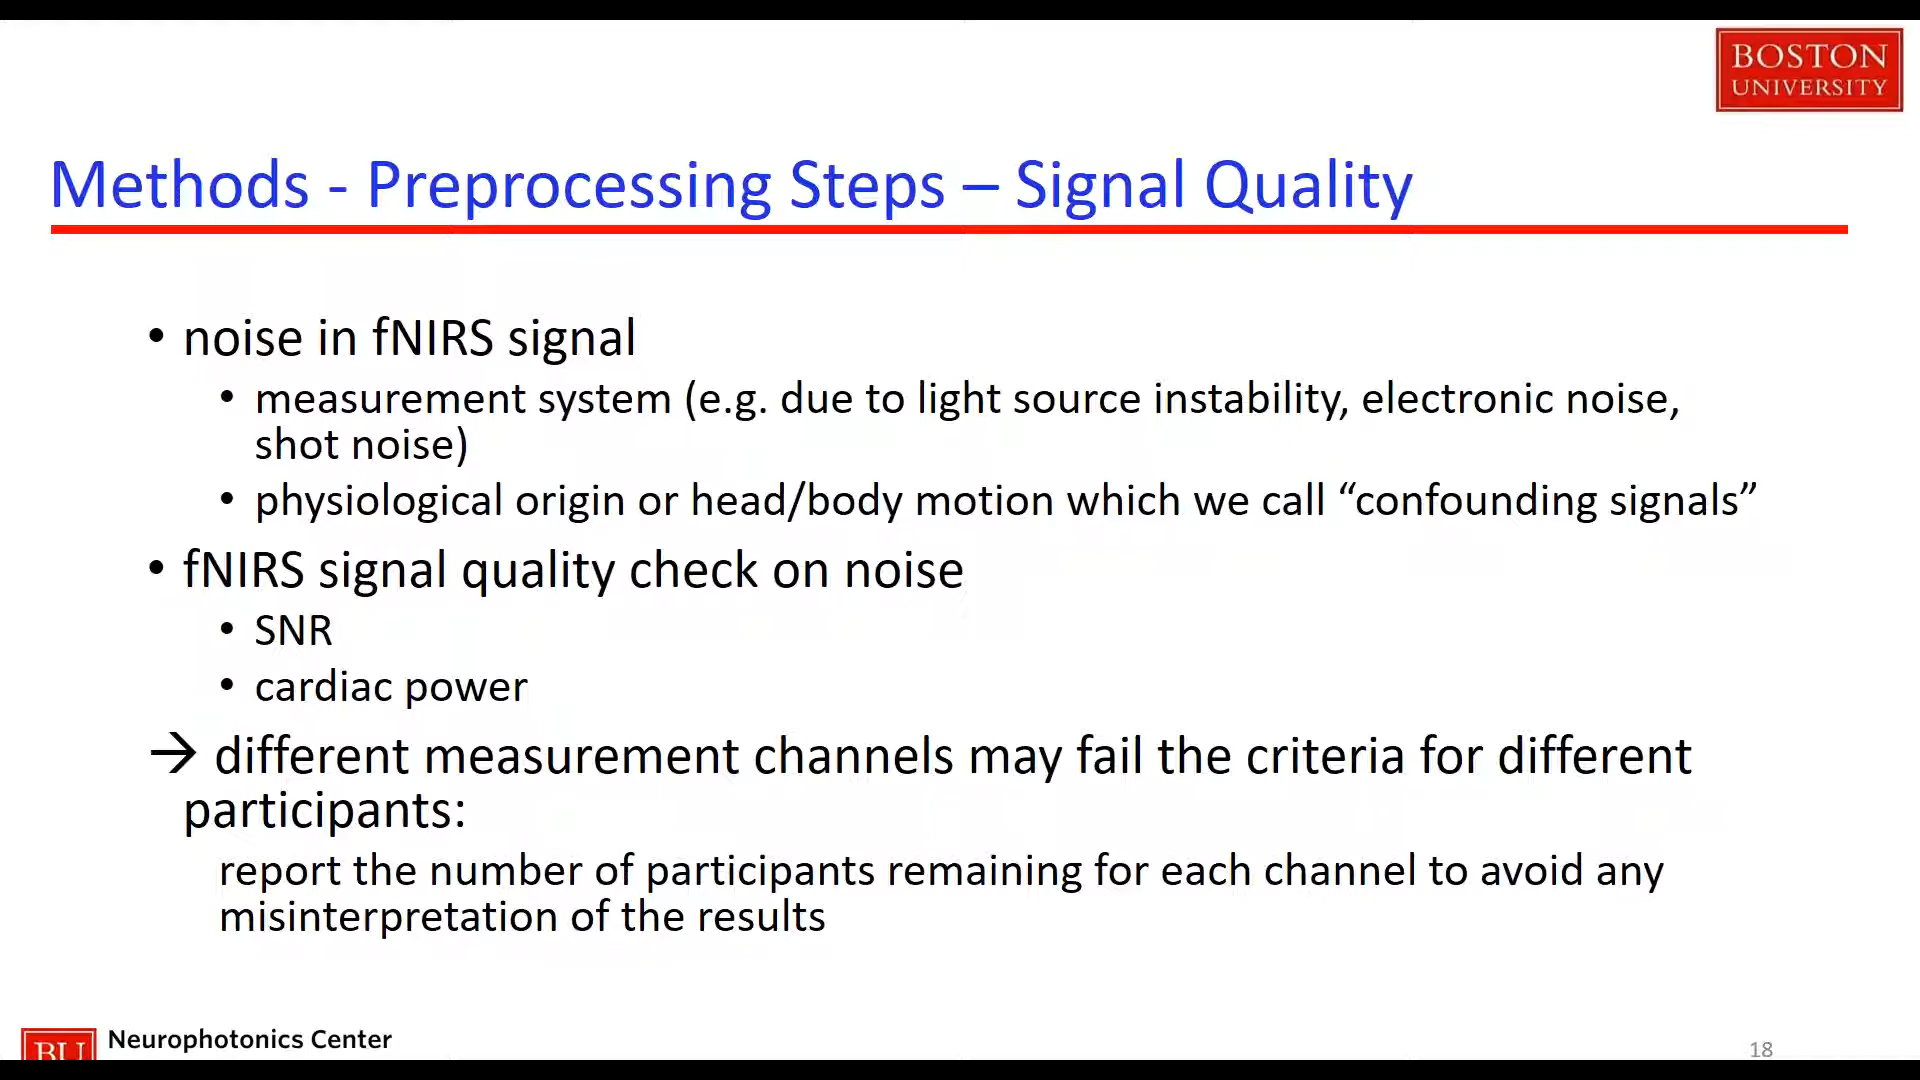 BOSTON
UNIVERSITY
Methods - Preprocessing Steps – Signal Quality
• noise in fNIRS signal
• measurement system (e.g. due to light source instability, electronic noise,
shot noise)
• physiological origin or head/body motion which we call “confounding signals”
• fNIRS signal quality check on noise
• SNR
• cardiac power
→ different measurement channels may fail the criteria for different
participants:
report the number of participants remaining for each channel to avoid any
misinterpretation of the results
BU
Neurophotonics Center
18